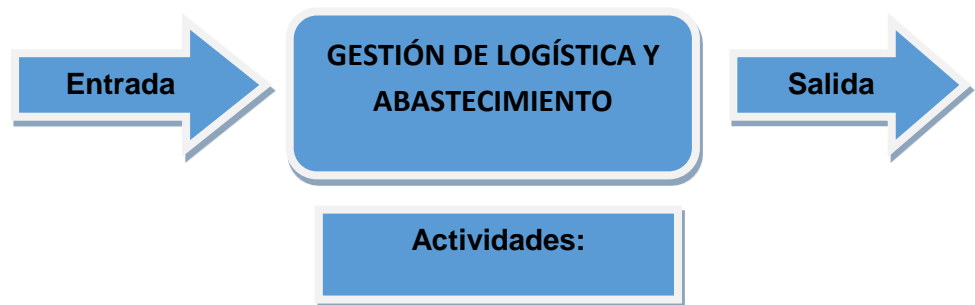 Entrada
GESTIÓN DE LOGÍSTICA Y
ABASTECIMIENTO
Salida
Actividades: